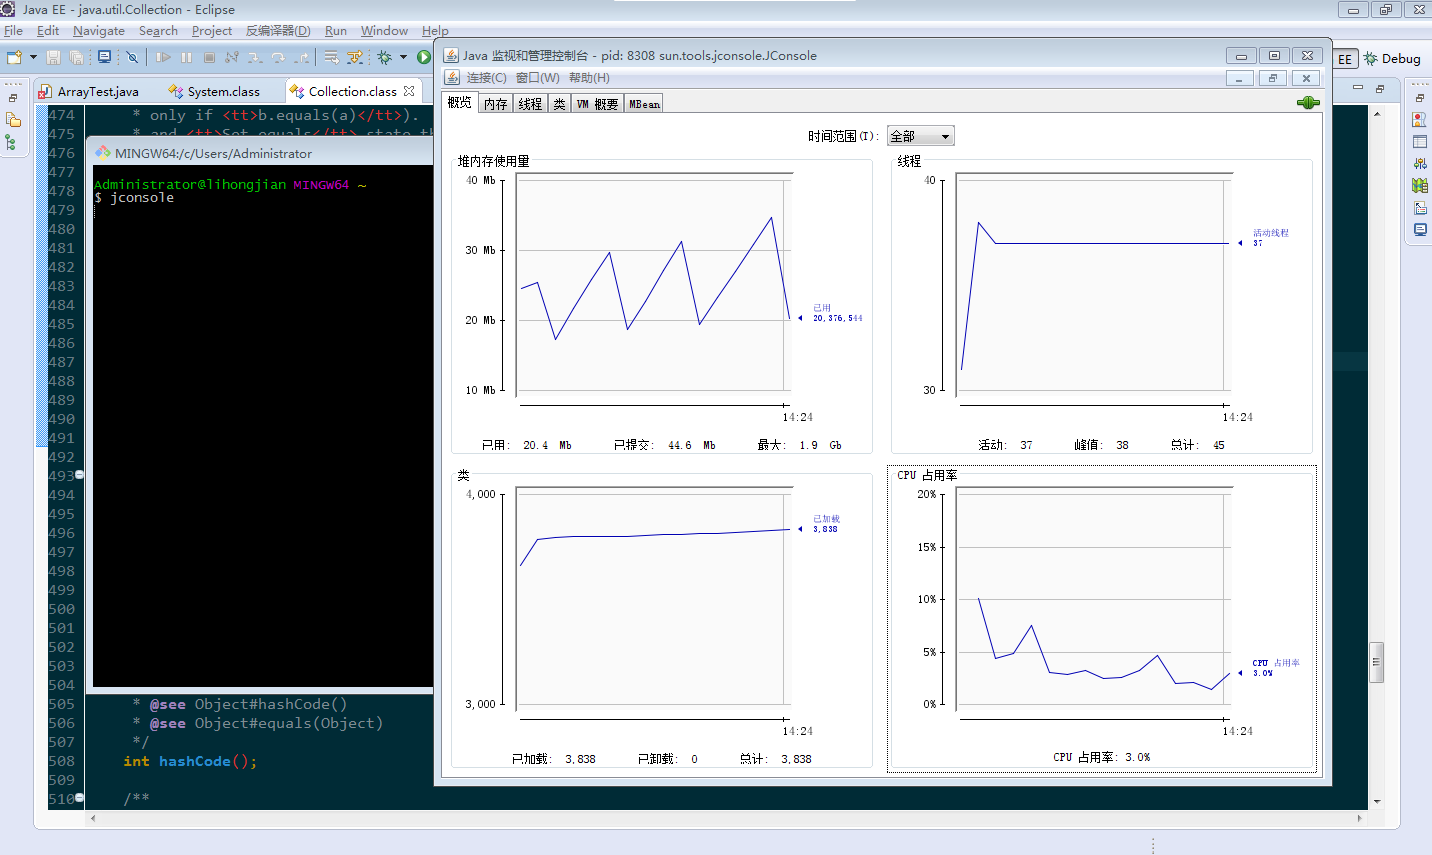 Java EE - java.util.Collection - Eclipse
File Edit Navigate Search Project 反编译器(D) Run Window Help
EE Debug
ArrayTest.java System.class Collection.class
474 * only if <tt>b.equals(a)</tt>).
475 * and <tt>Set.equals</tt> state th
476
477
478
479
480
481
482
483
484
485
486
487
488
489
490
491
492
493
494
495
496
497
498
499
500
501
502
503
504
505 * @see Object#hashCode()
506 * @see Object#equals(Object)
507 */
508 int hashCode();
509
510 /**
MINGW64:/c/Users/Administrator
Administrator@lihongjian MINGW64 ~
$ jconsole
Java 监视和管理控制台 - pid: 8308 sun.tools.jconsole.JConsole
连接(C) 窗口(W) 帮助(H)
概览 内存 线程 类 VM 概要 MBean
时间范围(T): 全部
堆内存使用量
40 Mb
30 Mb
20 Mb
10 Mb
已用
20,376,544
14:24
已用: 20.4 Mb 已提交: 44.6 Mb 最大: 1.9 Gb
线程
40
30
活动线程
37
14:24
活动: 37 峰值: 38 总计: 45
类
4,000
3,000
已加载
3,838
14:24
已加载: 3,838 已卸载: 0 总计: 3,838
CPU 占用率
20%
15%
10%
5%
0%
CPU 占用率
3.0%
14:24
CPU 占用率: 3.0%